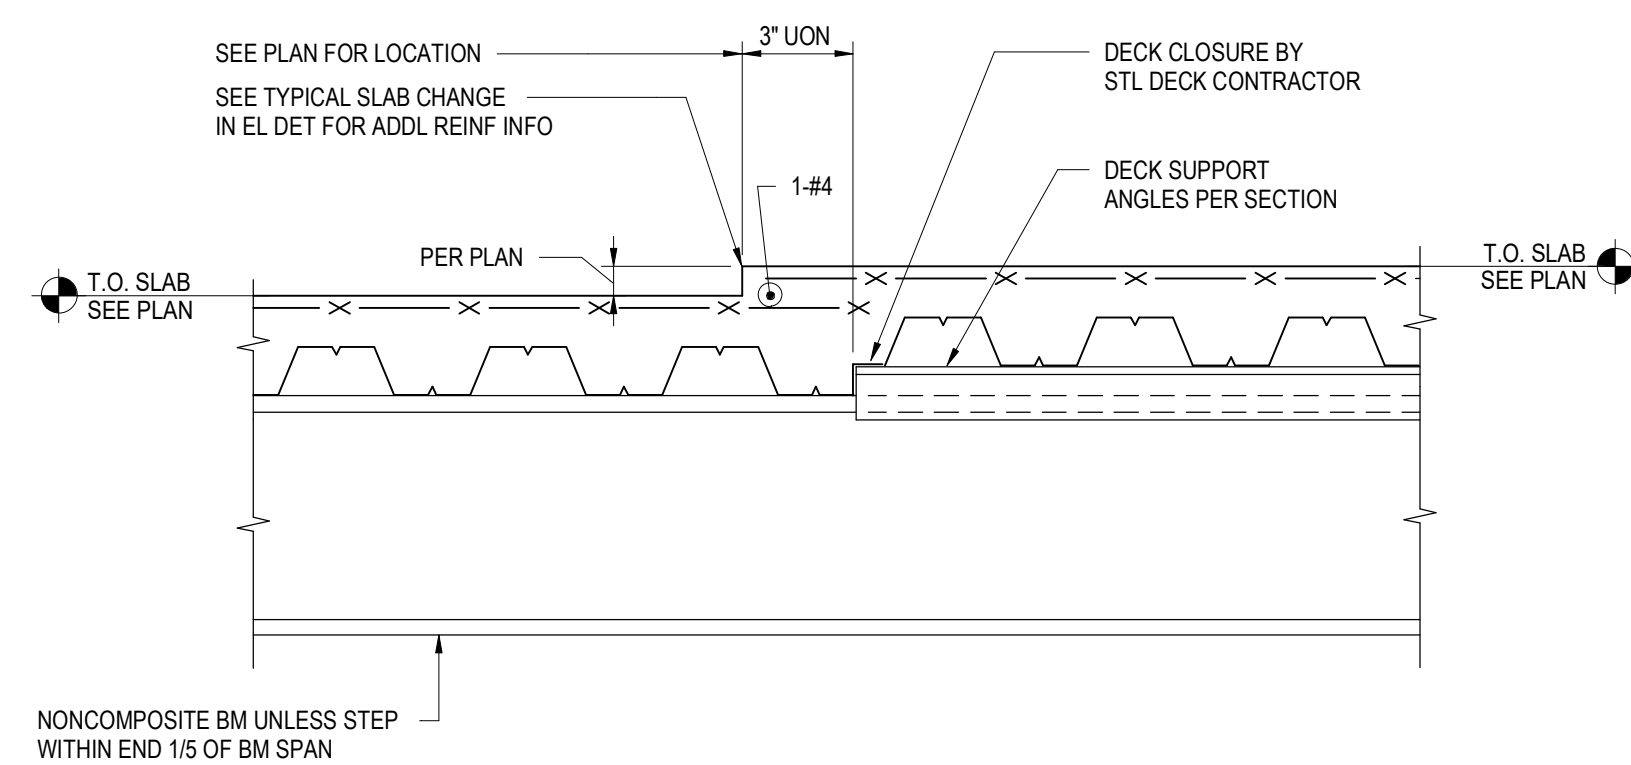 3" UON
SEE PLAN FOR LOCATION
DECK CLOSURE BY
STL DECK CONTRACTOR
SEE TYPICAL SLAB CHANGE
IN EL DET FOR ADDL REINF INFO
DECK SUPPORT
ANGLES PER SECTION
1-#4
PER PLAN
T.O. SLAB
SEE PLAN
T.O. SLAB
SEE PLAN
NONCOMPOSITE BM UNLESS STEP
WITHIN END 1/5 OF BM SPAN